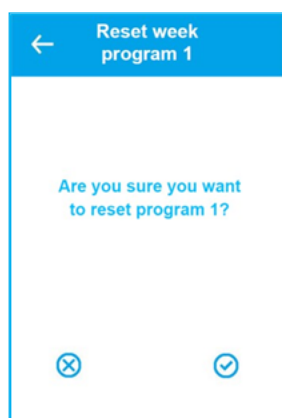 Reset week
program 1
Are you sure you want
to reset program 1?